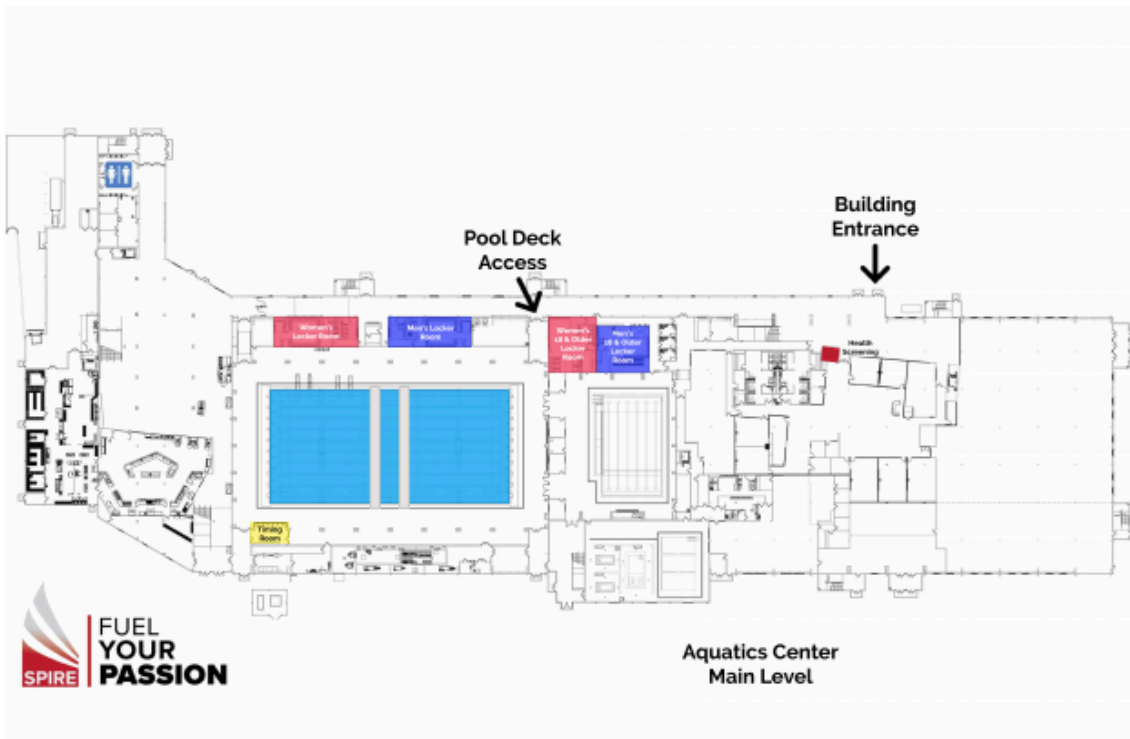 Building
Entrance
Pool Deck
Access
Women's
Locker Room
Men's Locker
Room
Women's
18 & Older
Locker
Room
Men's
18 & Older
Locker
Room
Health
Screening
Timing
Room
SPIRE
FUEL
YOUR
PASSION
Aquatics Center
Main Level